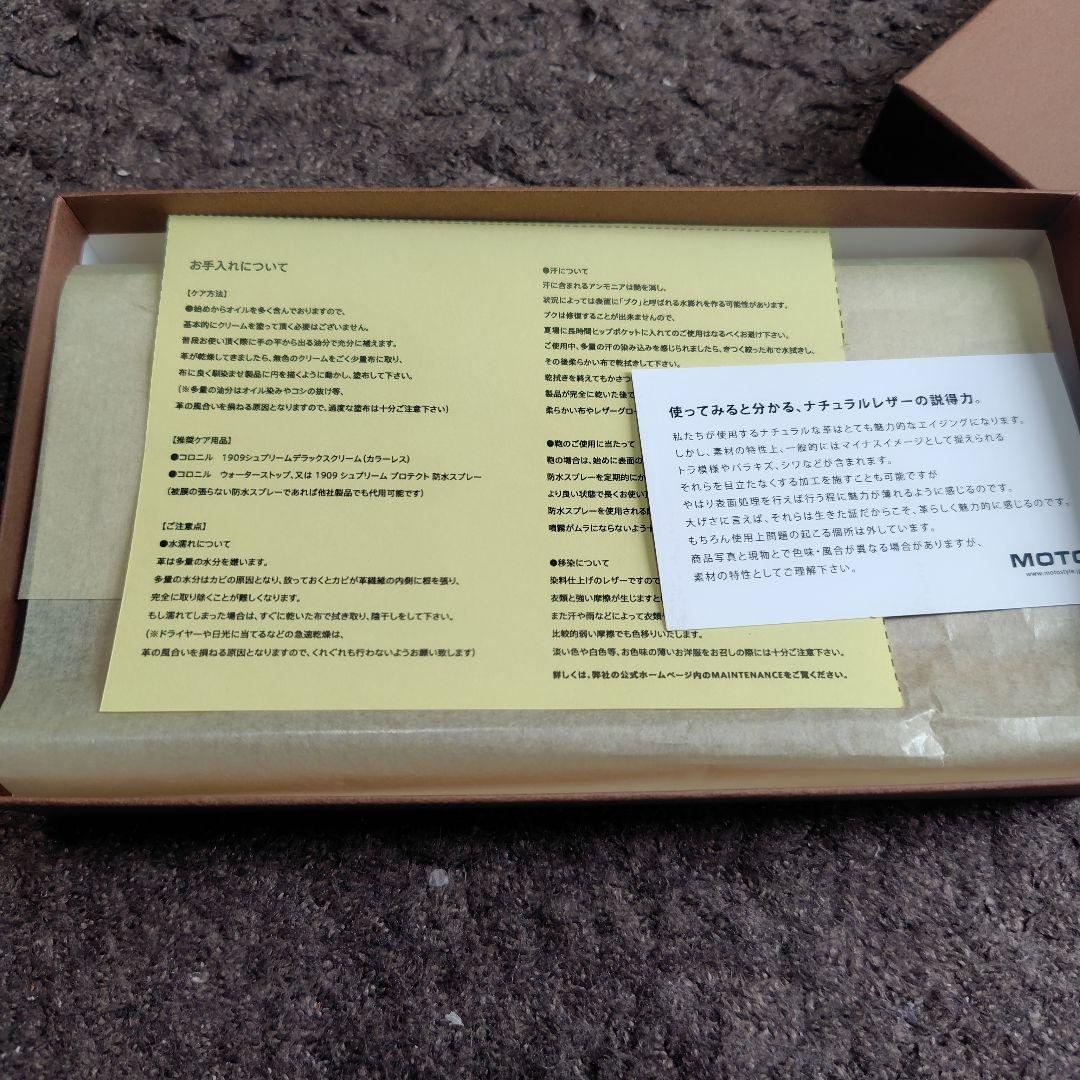 お手入れについて
【ケア方法】
●始めからオイルを多く含んでおりますので、
基本的にクリームを塗って頂く必要はございません。
普段お使い頂く際に手の平から出る油分で充分に補えます。
革が乾燥してきましたら、無色のクリームをごく少量布に取り、
布に良く馴染ませ製品に円を描くように動かし、塗布して下さい。
(※多量の油分はオイル染みやコシの抜け等、
革の風合いを損ねる原因となりますので、過度な塗布は十分ご注意下さい)
【推奨ケア用品】
●コロニル 1909シュプリームデラックスクリーム(カラーレス)
●コロニル ウォーターストップ、又は 1909 シュプリーム プロテクト 防水スプレー
(被膜の張らない防水スプレーであれば他社製品でも代用可能です)
【ご注意点】
●水濡れについて
革は多量の水分を嫌います。
多量の水分はカビの原因となり、放っておくとカビが革繊維の内側に根を張り、
完全に取り除くことが難しくなります。
もし濡れてしまった場合は、すぐに乾いた布で拭き取り、陰干しをして下さい。
(※ドライヤーや日光に当てるなどの急速乾燥は、
革の風合いを損ねる原因となりますので、くれぐれも行わないようお願い致します)
●汗について
汗に含まれるアンモニアは艶を消し、
状況によっては表面に「ブク」と呼ばれる水膨れを作る可能性があります。
ブクは修復することが出来ませんので、
夏場に長時間ヒップポケットに入れてのご使用はなるべくお避け下さい。
ご使用中、多量の汗の染み込みを感じられましたら、きつく絞った布で水拭きし、
その後柔らかい布で乾拭きして下さい。
乾拭きを終えてもかさつ
製品が完全に乾いた後で
柔らかい布やレザーグロー
●鞄のご使用に当たって
鞄の場合は、始めに表面の
防水スプレーを定期的にか
より良い状態で長くお使い
防水スプレーを使用される
噴霧がムラにならないよう
●移染について
染料仕上げのレザーですので
衣類と強い摩擦が生じますと
また汗や雨などによって衣類
比較的弱い摩擦でも色移りいたします。
淡い色や白色等、お色味の薄いお洋服をお召しの際には十分ご注意下さい。
詳しくは、弊社の公式ホームページ内のMAINTENANCEをご覧ください。
使ってみると分かる、ナチュラルレザーの説得力。
私たちが使用するナチュラルな革はとても魅力的なエイジングになります。
しかし、素材の特性上、一般的にはマイナスイメージとして捉えられる
トラ模様やバラキズ、シワなどが含まれます。
それらを目立たなくする加工を施すことも可能ですが
やはり表面処理を行えば行う程に魅力が薄れるように感じるのです。
大げさに言えば、それらは生きた証だからこそ、革らしく魅力的に感じるのです。
もちろん使用上問題の起こる個所は外しています。
商品写真と現物とで色味・風合が異なる場合がありますが、
素材の特性としてご理解下さい。
MOTO
www.motostyle.j